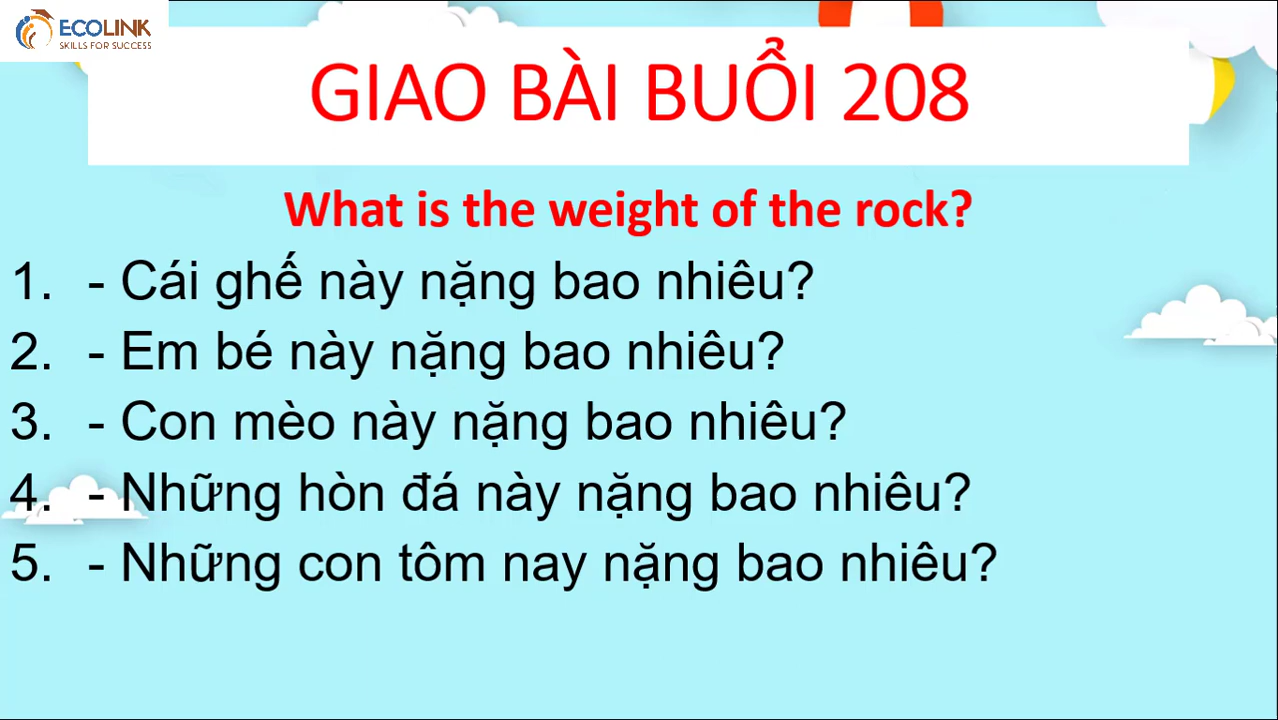 ECOLINK
SKILLS FOR SUCCESS
GIAO BÀI BUỔI 208
What is the weight of the rock?
1. - Cái ghế này nặng bao nhiêu?
2. - Em bé này nặng bao nhiêu?
3. - Con mèo này nặng bao nhiêu?
4. - Những hòn đá này nặng bao nhiêu?
5. - Những con tôm nay nặng bao nhiêu?